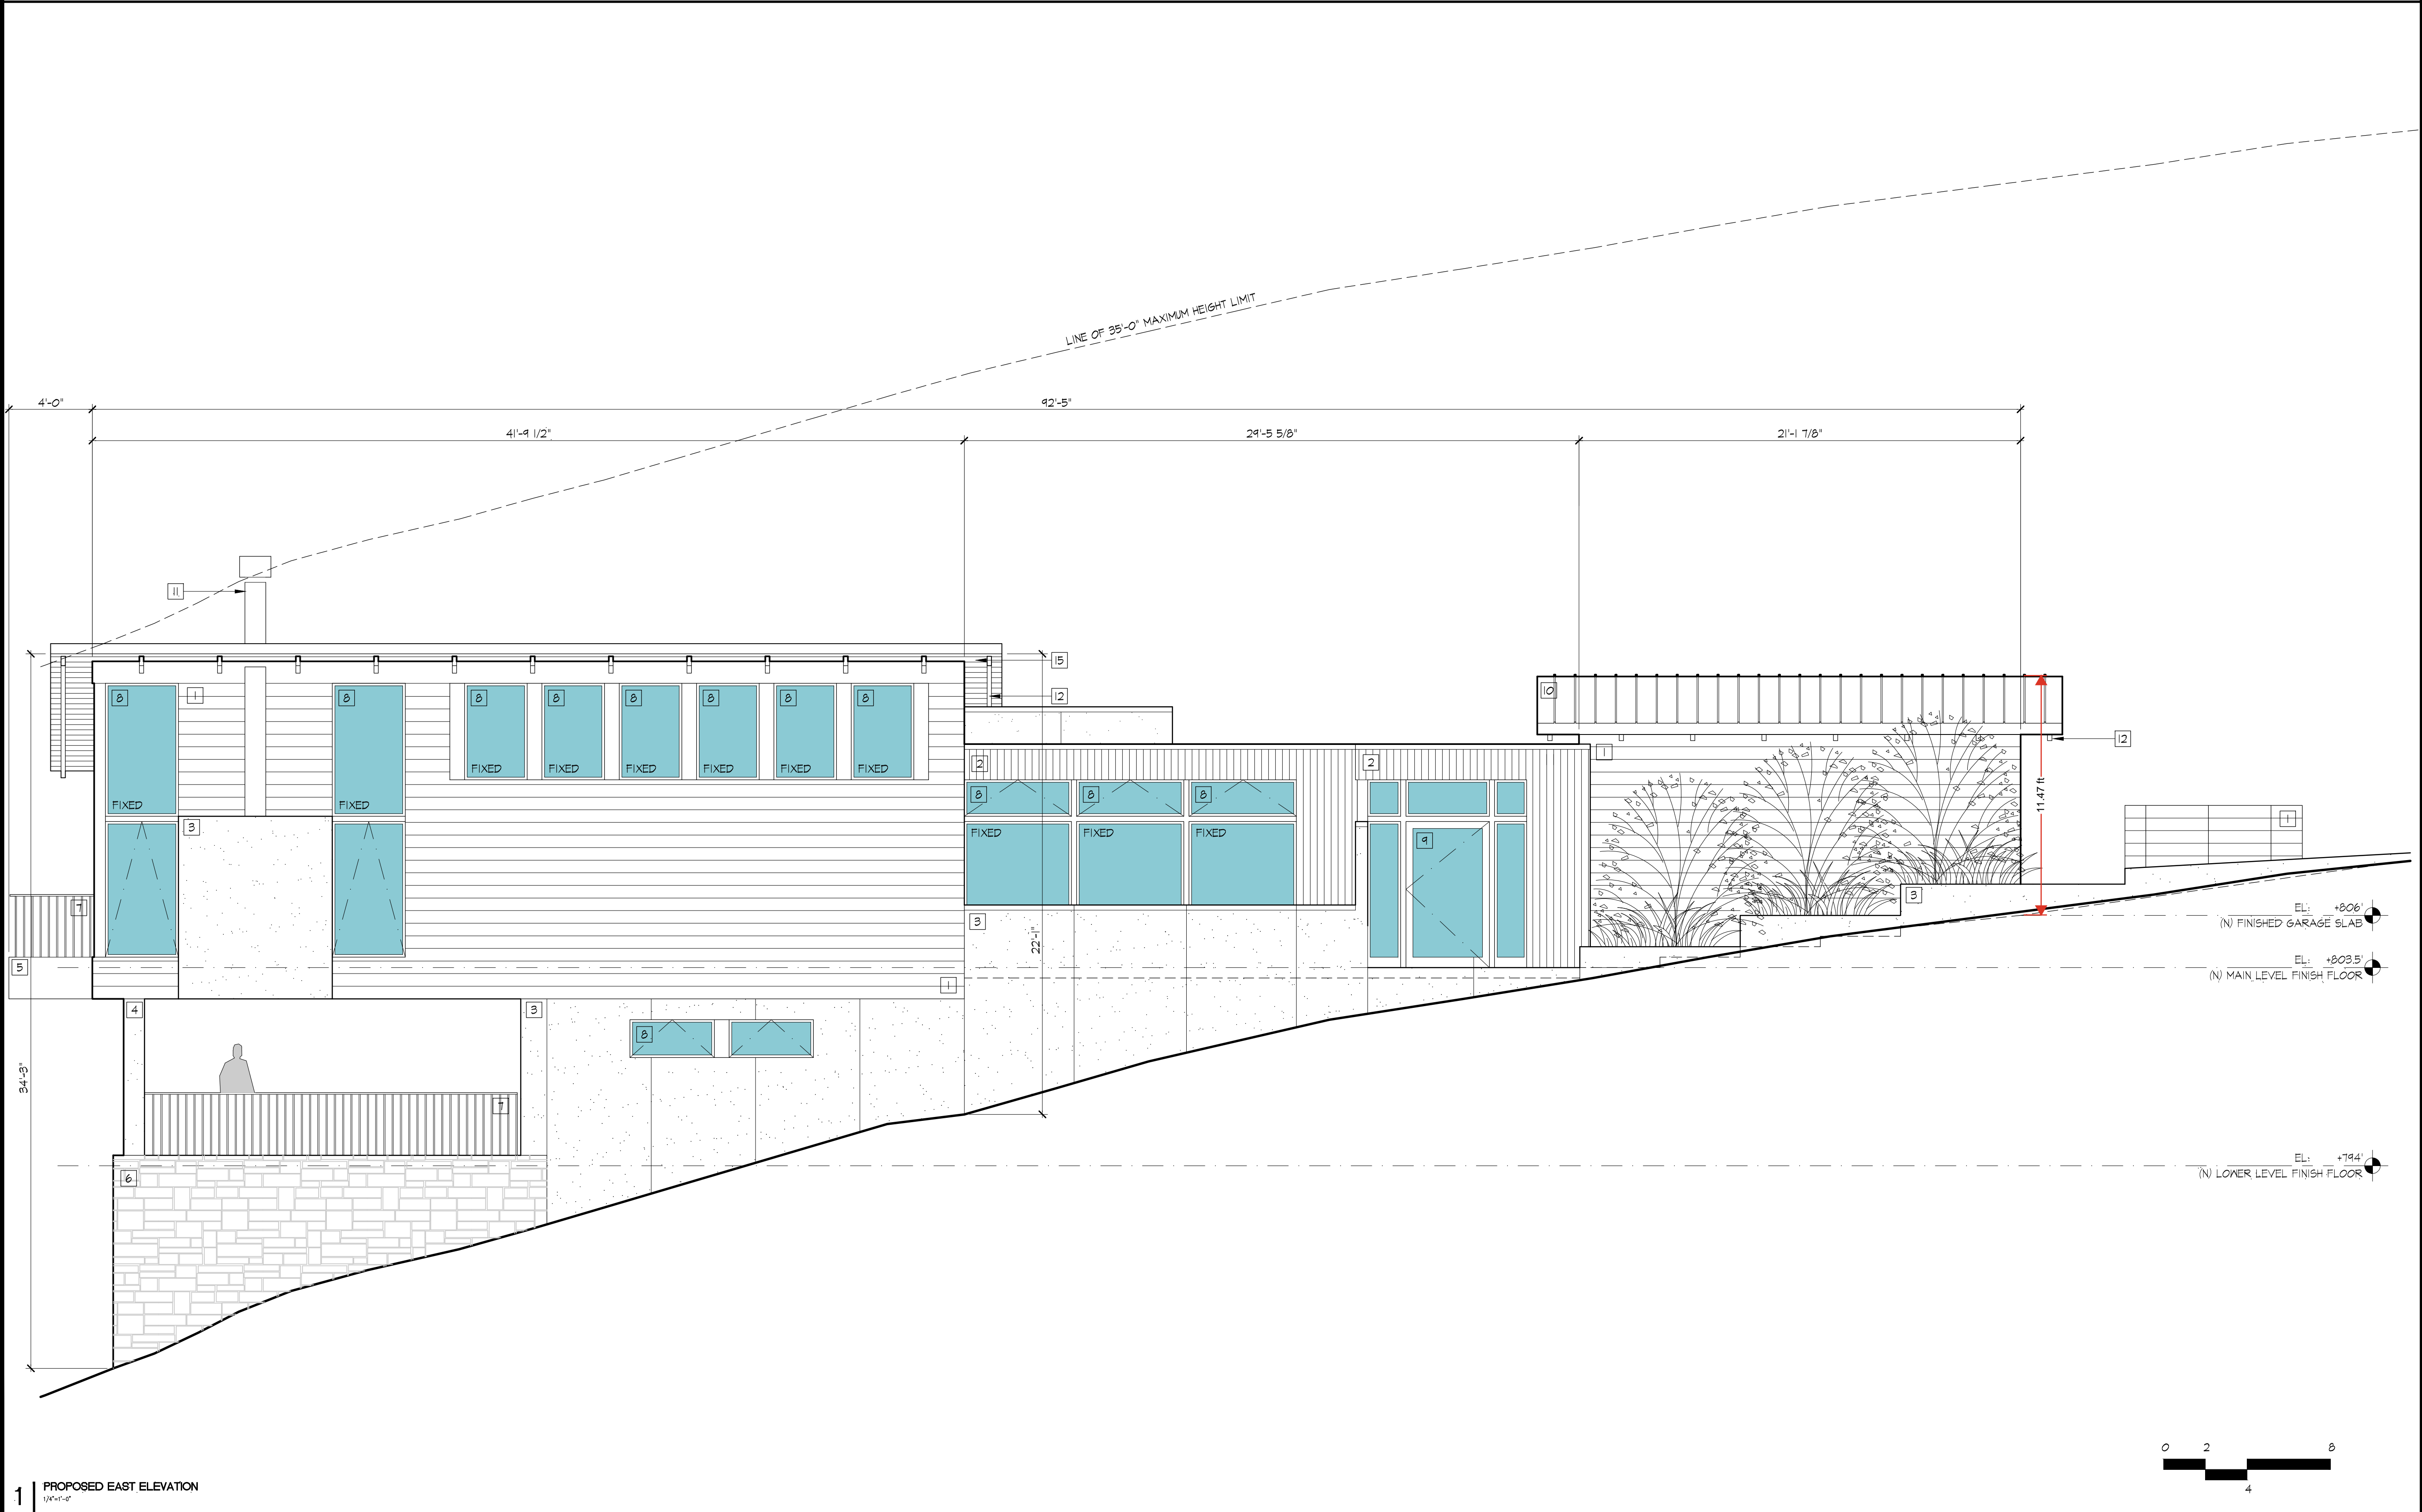 LINE OF 35'-0" MAXIMUM HEIGHT LIMIT
4'-0"
92'-5"
41'-9 1/2"
29'-5 5/8"
21'-1 7/8"
11
15
12
10
8
1
8
8
8
8
8
8
8
FIXED
FIXED
FIXED
FIXED
FIXED
FIXED
FIXED
FIXED
2
2
1
12
8
8
8
11.47 ft
3
FIXED
FIXED
FIXED
9
1
7
3
3
EL: +806'
(N) FINISHED GARAGE SLAB
22'-1"
5
EL: +803.5'
(N) MAIN LEVEL FINISH FLOOR
1
4
3
8
34'-3"
7
EL: +794'
(N) LOWER LEVEL FINISH FLOOR
6
0 2 8
4
1
PROPOSED EAST ELEVATION
1/4"=1'-0"